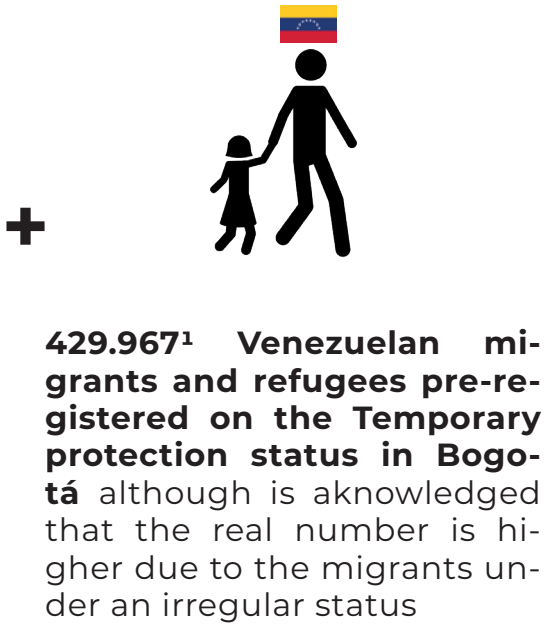 +
429.967¹ Venezuelan mi-
grants and refugees pre-re-
gistered on the Temporary
protection status in Bogo-
tá although is aknowledged
that the real number is hi-
gher due to the migrants un-
der an irregular status